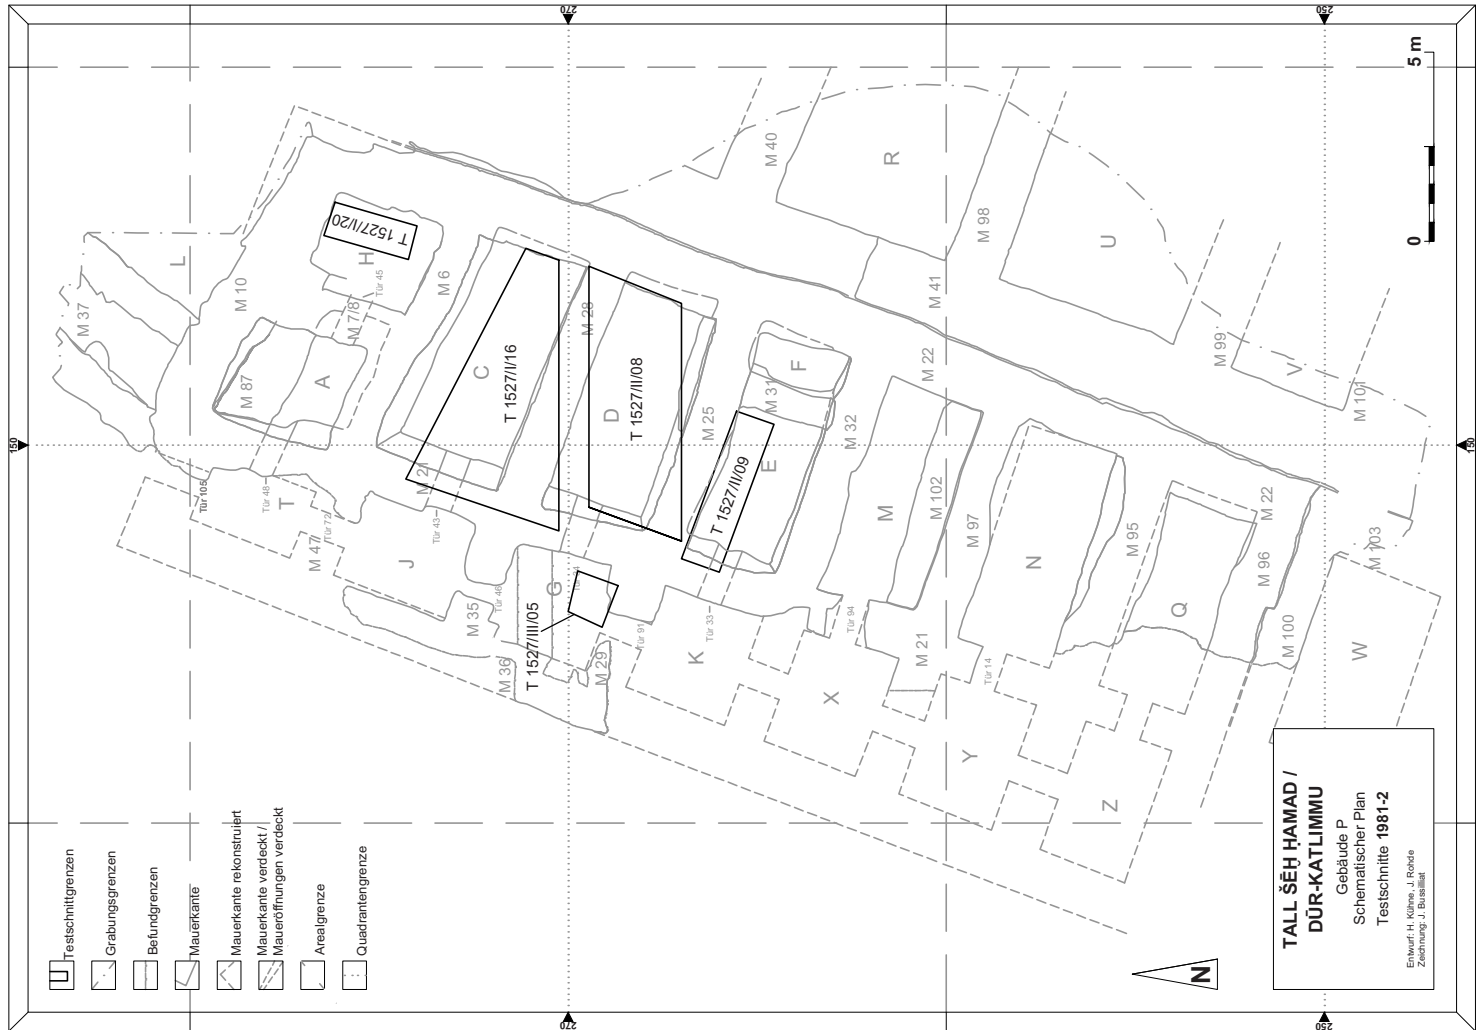 270
250
150
150
270
250
5 m
0
L
M 37
M 10
H
T 1527/I/20
Tür 45
M 7/8
M 6
M 87
A
C
T 1527/I/16
M 28
D
T 1527/II/08
M 25
M 40
R
M 98
U
M 41
M 22
M 99
V
M 101
F
M 31
M 32
E
T 1527/II/09
Tür 105
Tür 48
T
Tür 72
M 47
M 21
Tür 43
J
M 35
Tür 46
G
M 36
T 1527/III/05
M 29
Tür 91
K
Tür 33
M
M 102
M 97
N
M 95
M 22
M 96
Q
M 103
M 100
W
Tür 94
M 21
Tür 14
X
Y
Z
Testschnittgrenzen
Grabungsgrenzen
Befundgrenzen
Mauerkante
Mauerkante rekonstruiert
Mauerkante verdeckt /
Maueröffnungen verdeckt
Arealgrenze
Quadrantengrenze
N
TALL ŠĒḪ ḤAMAD /
DŪR-KATLIMMU
Gebäude P
Schematischer Plan
Testschnitte 1981-2
Entwurf: H. Kühne, J. Rohde
Zeichnung: J. Bussiliat